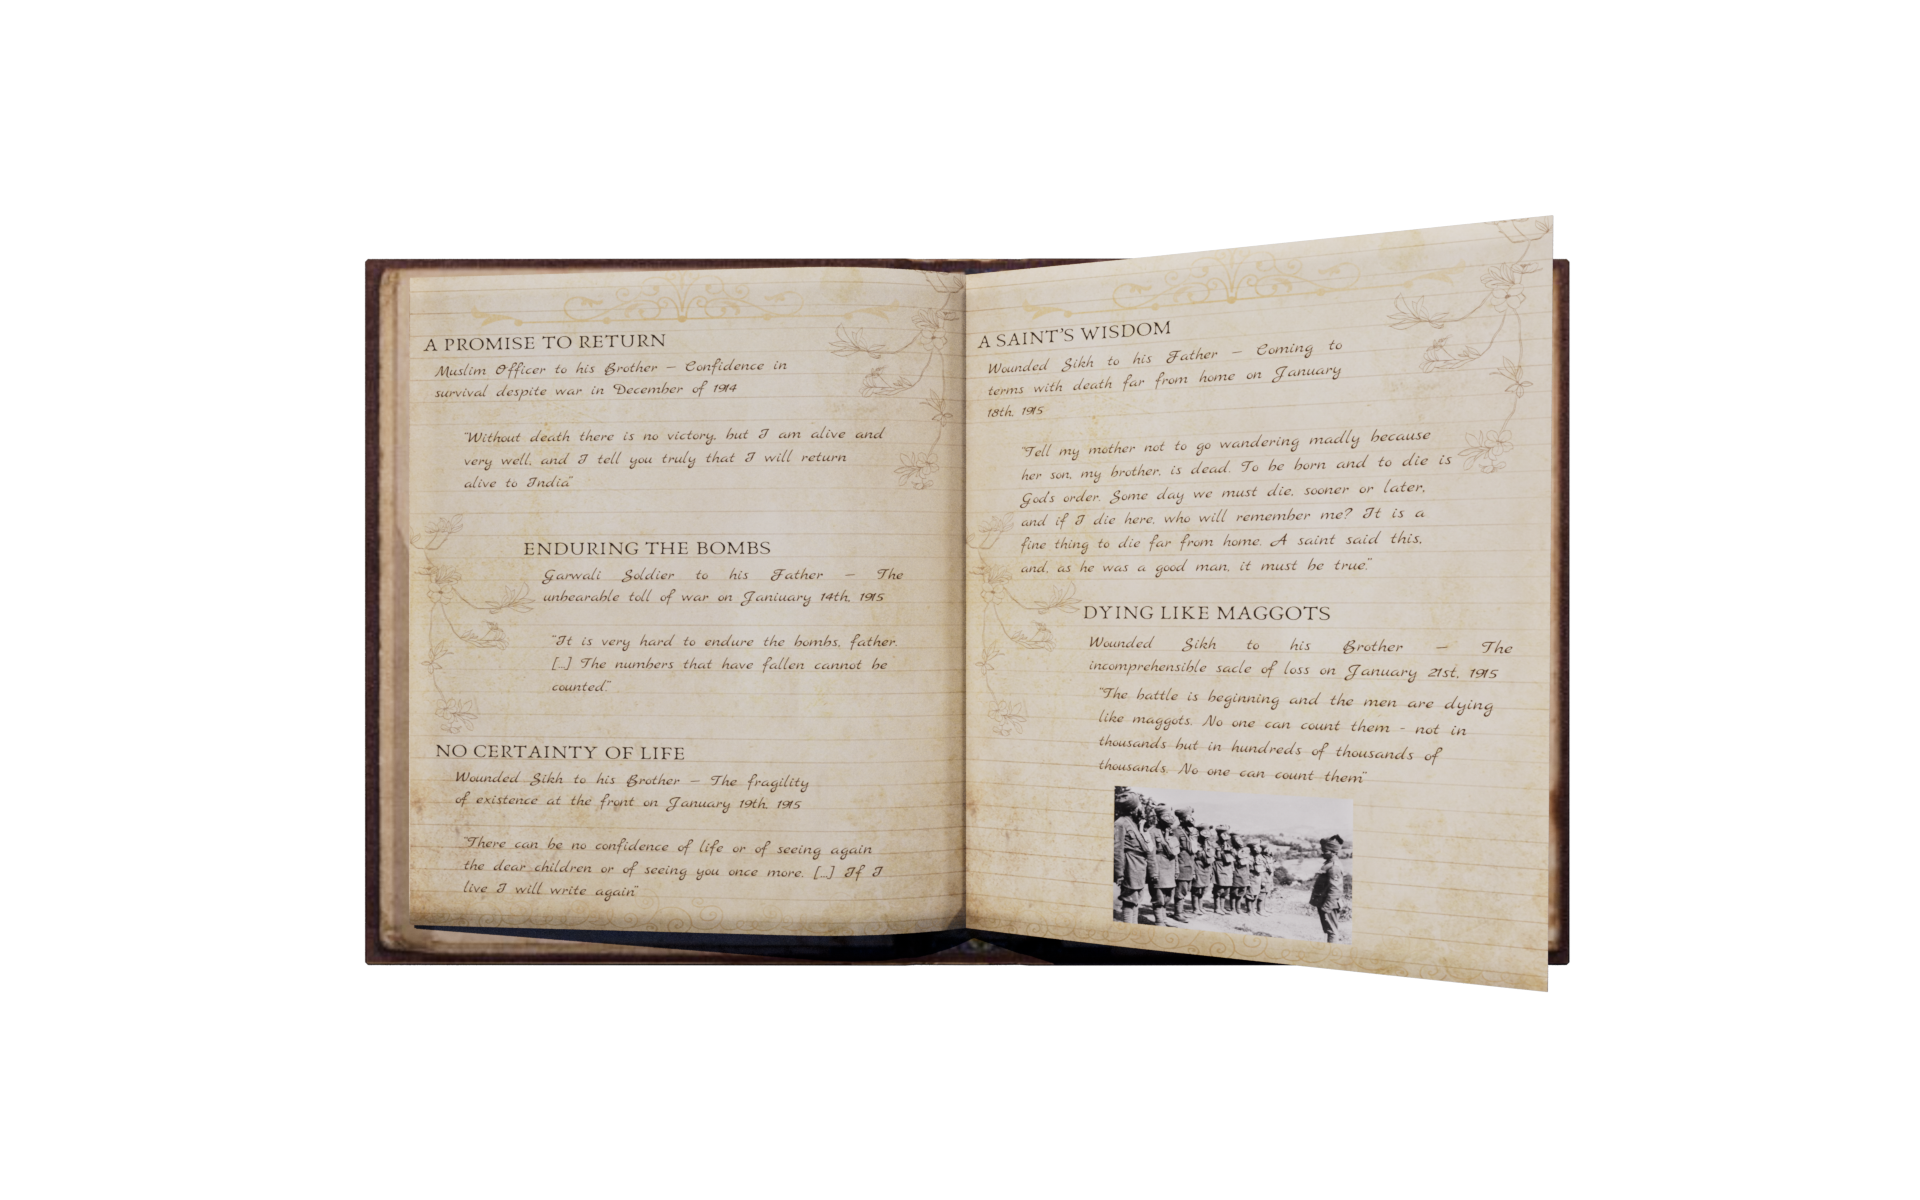 A PROMISE TO RETURN
Muslim Officer to his Brother – Confidence in
survival despite war in December of 1914
"Without death there is no victory, but I am alive and
very well, and I tell you truly that I will return
alive to India"
ENDURING THE BOMBS
Garwali Soldier to his Father – The
unbearable toll of war on Janiuary 14th, 1915
"It is very hard to endure the bombs, father.
[...] The numbers that have fallen cannot be
counted."
NO CERTAINTY OF LIFE
Wounded Sikh to his Brother – The fragility
of existence at the front on January 19th, 1915
"There can be no confidence of life or of seeing again
the dear children or of seeing you once more. [...] If I
live I will write again"
A SAINT'S WISDOM
Wounded Sikh to his Father – Coming to
terms with death far from home on January
18th, 1915
"Tell my mother not to go wandering madly because
her son, my brother, is dead. To be born and to die is
God's order. Some day we must die, sooner or later,
and if I die here, who will remember me? It is a
fine thing to die far from home. A saint said this,
and, as he was a good man, it must be true."
DYING LIKE MAGGOTS
Wounded Sikh to his Brother – The
incomprehensible sacle of loss on January 21st, 1915
"The battle is beginning and the men are dying
like maggots. No one can count them - not in
thousands but in hundreds of thousands of
thousands. No one can count them"